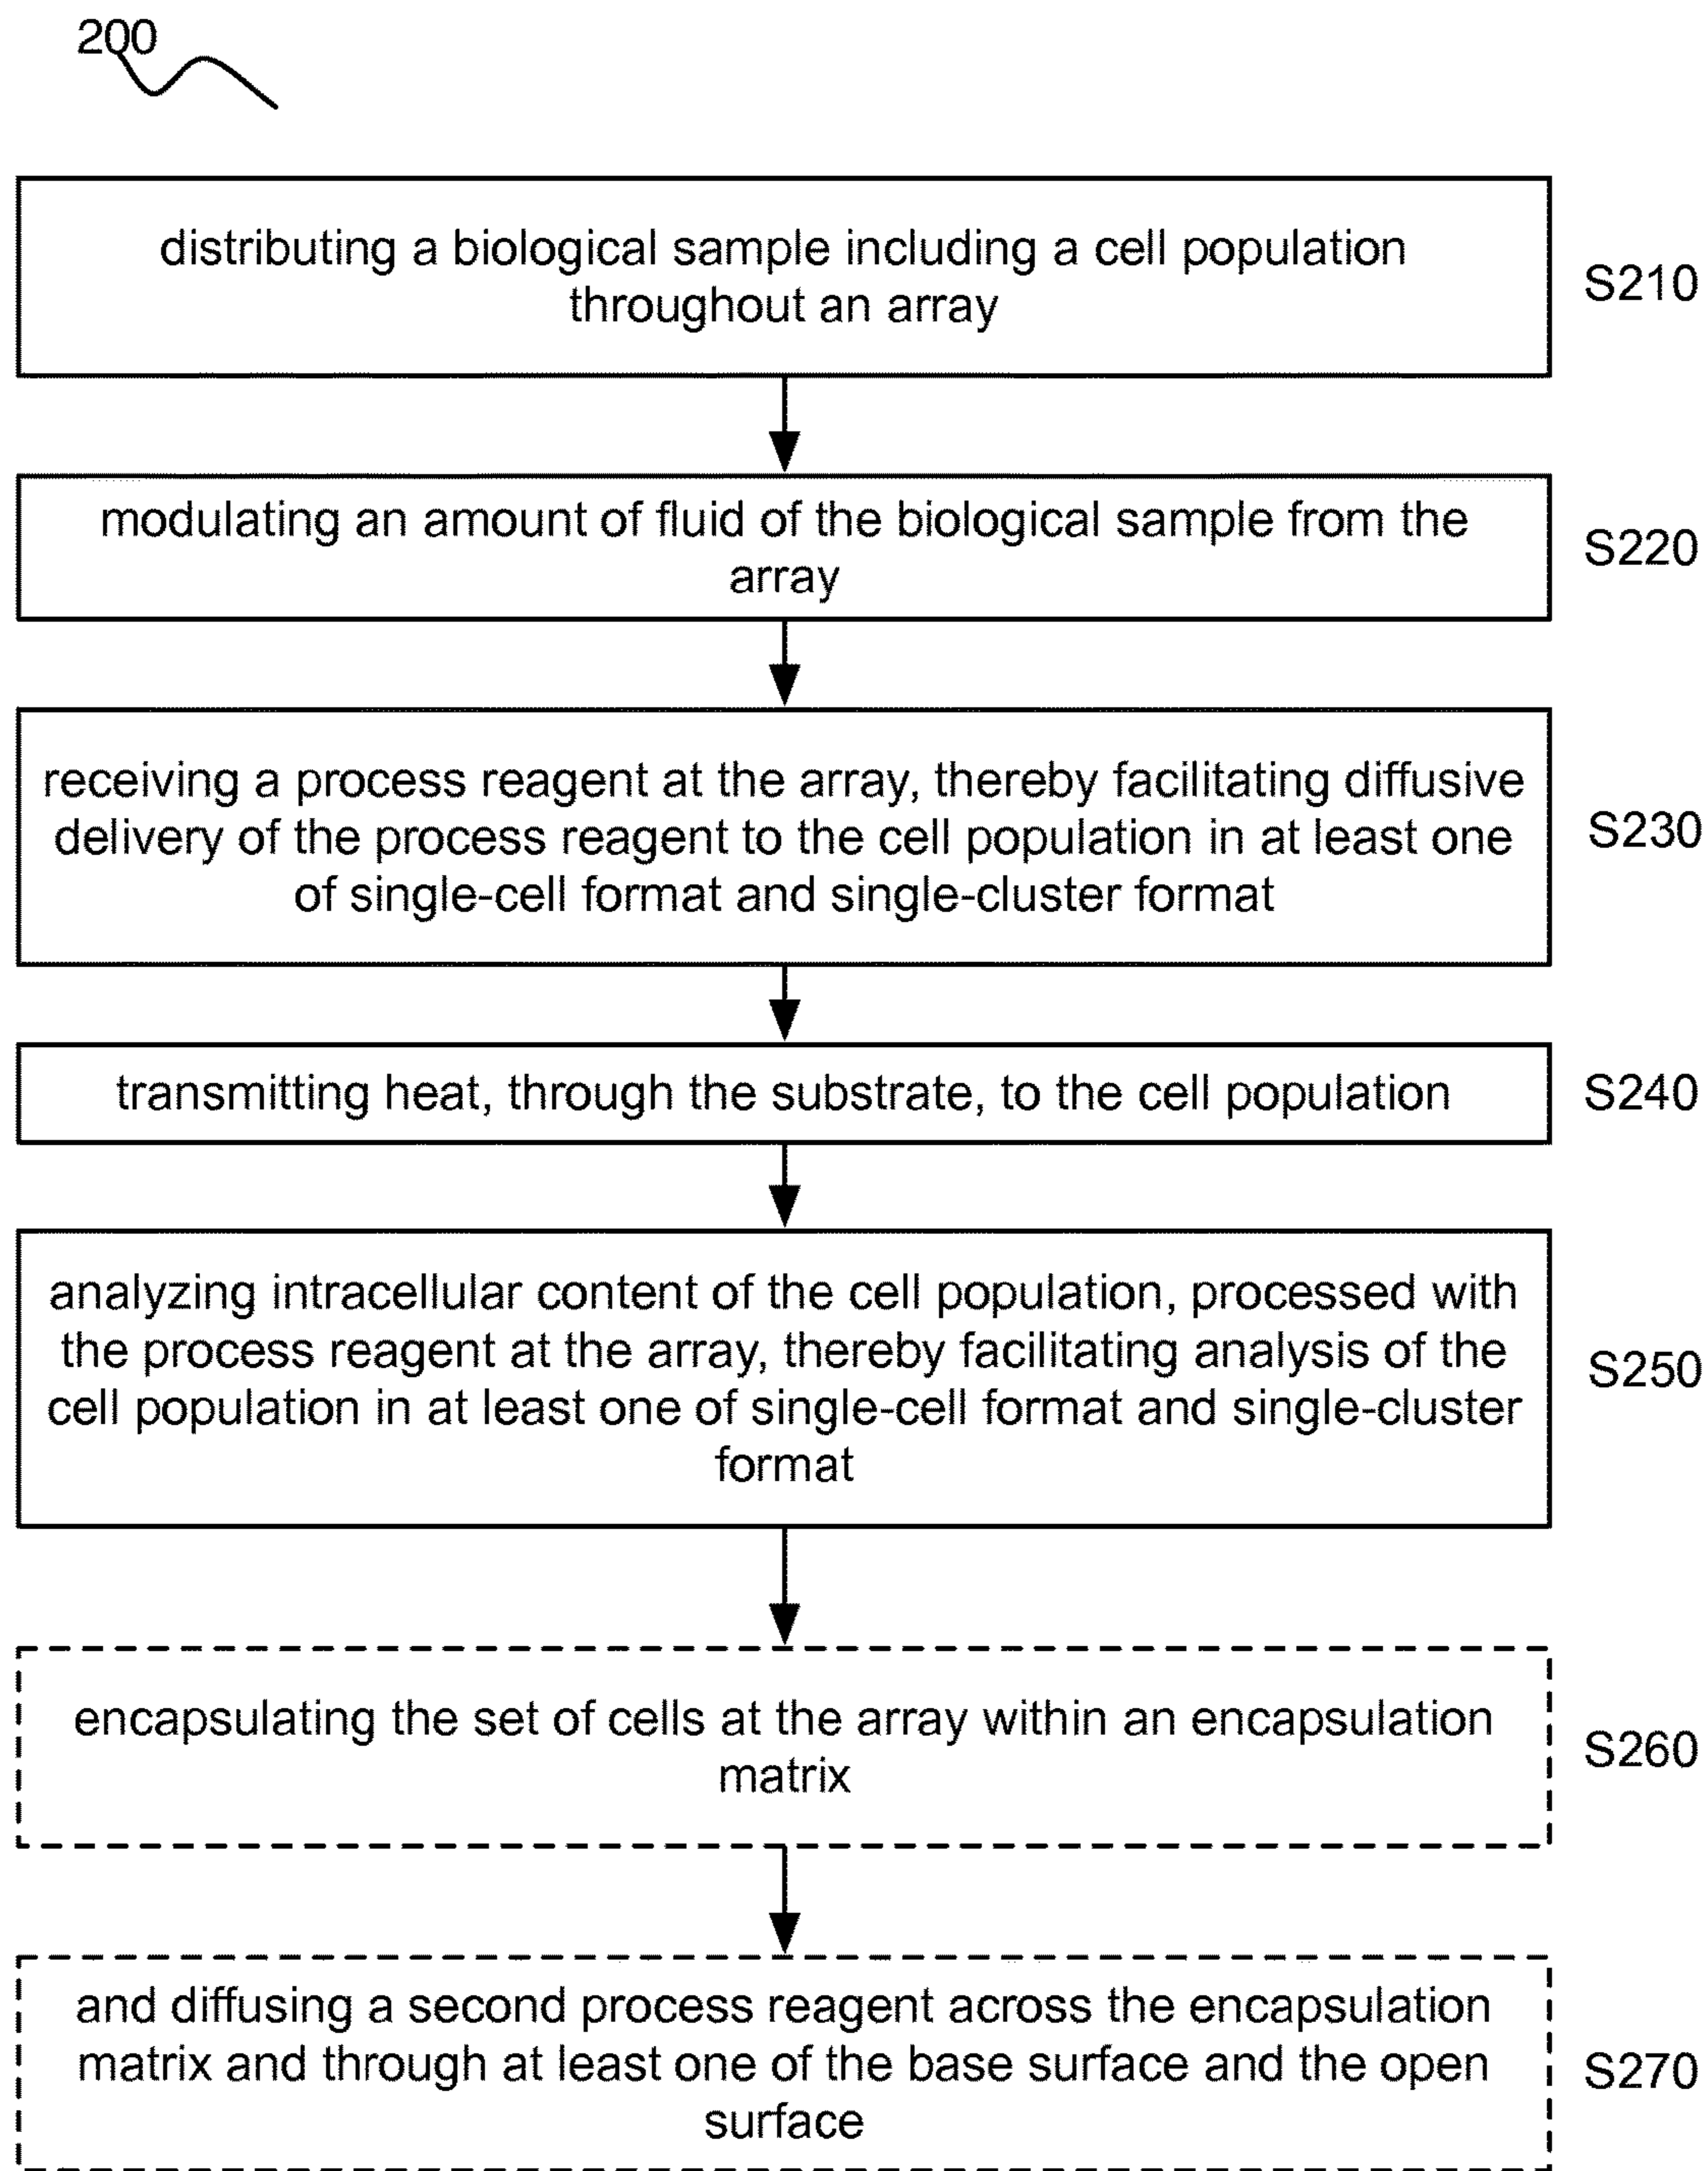 200
distributing a biological sample including a cell population
throughout an array
S210
modulating an amount of fluid of the biological sample from the
array
S220
receiving a process reagent at the array, thereby facilitating diffusive
delivery of the process reagent to the cell population in at least one
of single-cell format and single-cluster format
S230
transmitting heat, through the substrate, to the cell population
S240
analyzing intracellular content of the cell population, processed with
the process reagent at the array, thereby facilitating analysis of the
cell population in at least one of single-cell format and single-cluster
format
S250
encapsulating the set of cells at the array within an encapsulation
matrix
S260
and diffusing a second process reagent across the encapsulation
matrix and through at least one of the base surface and the open
surface
S270